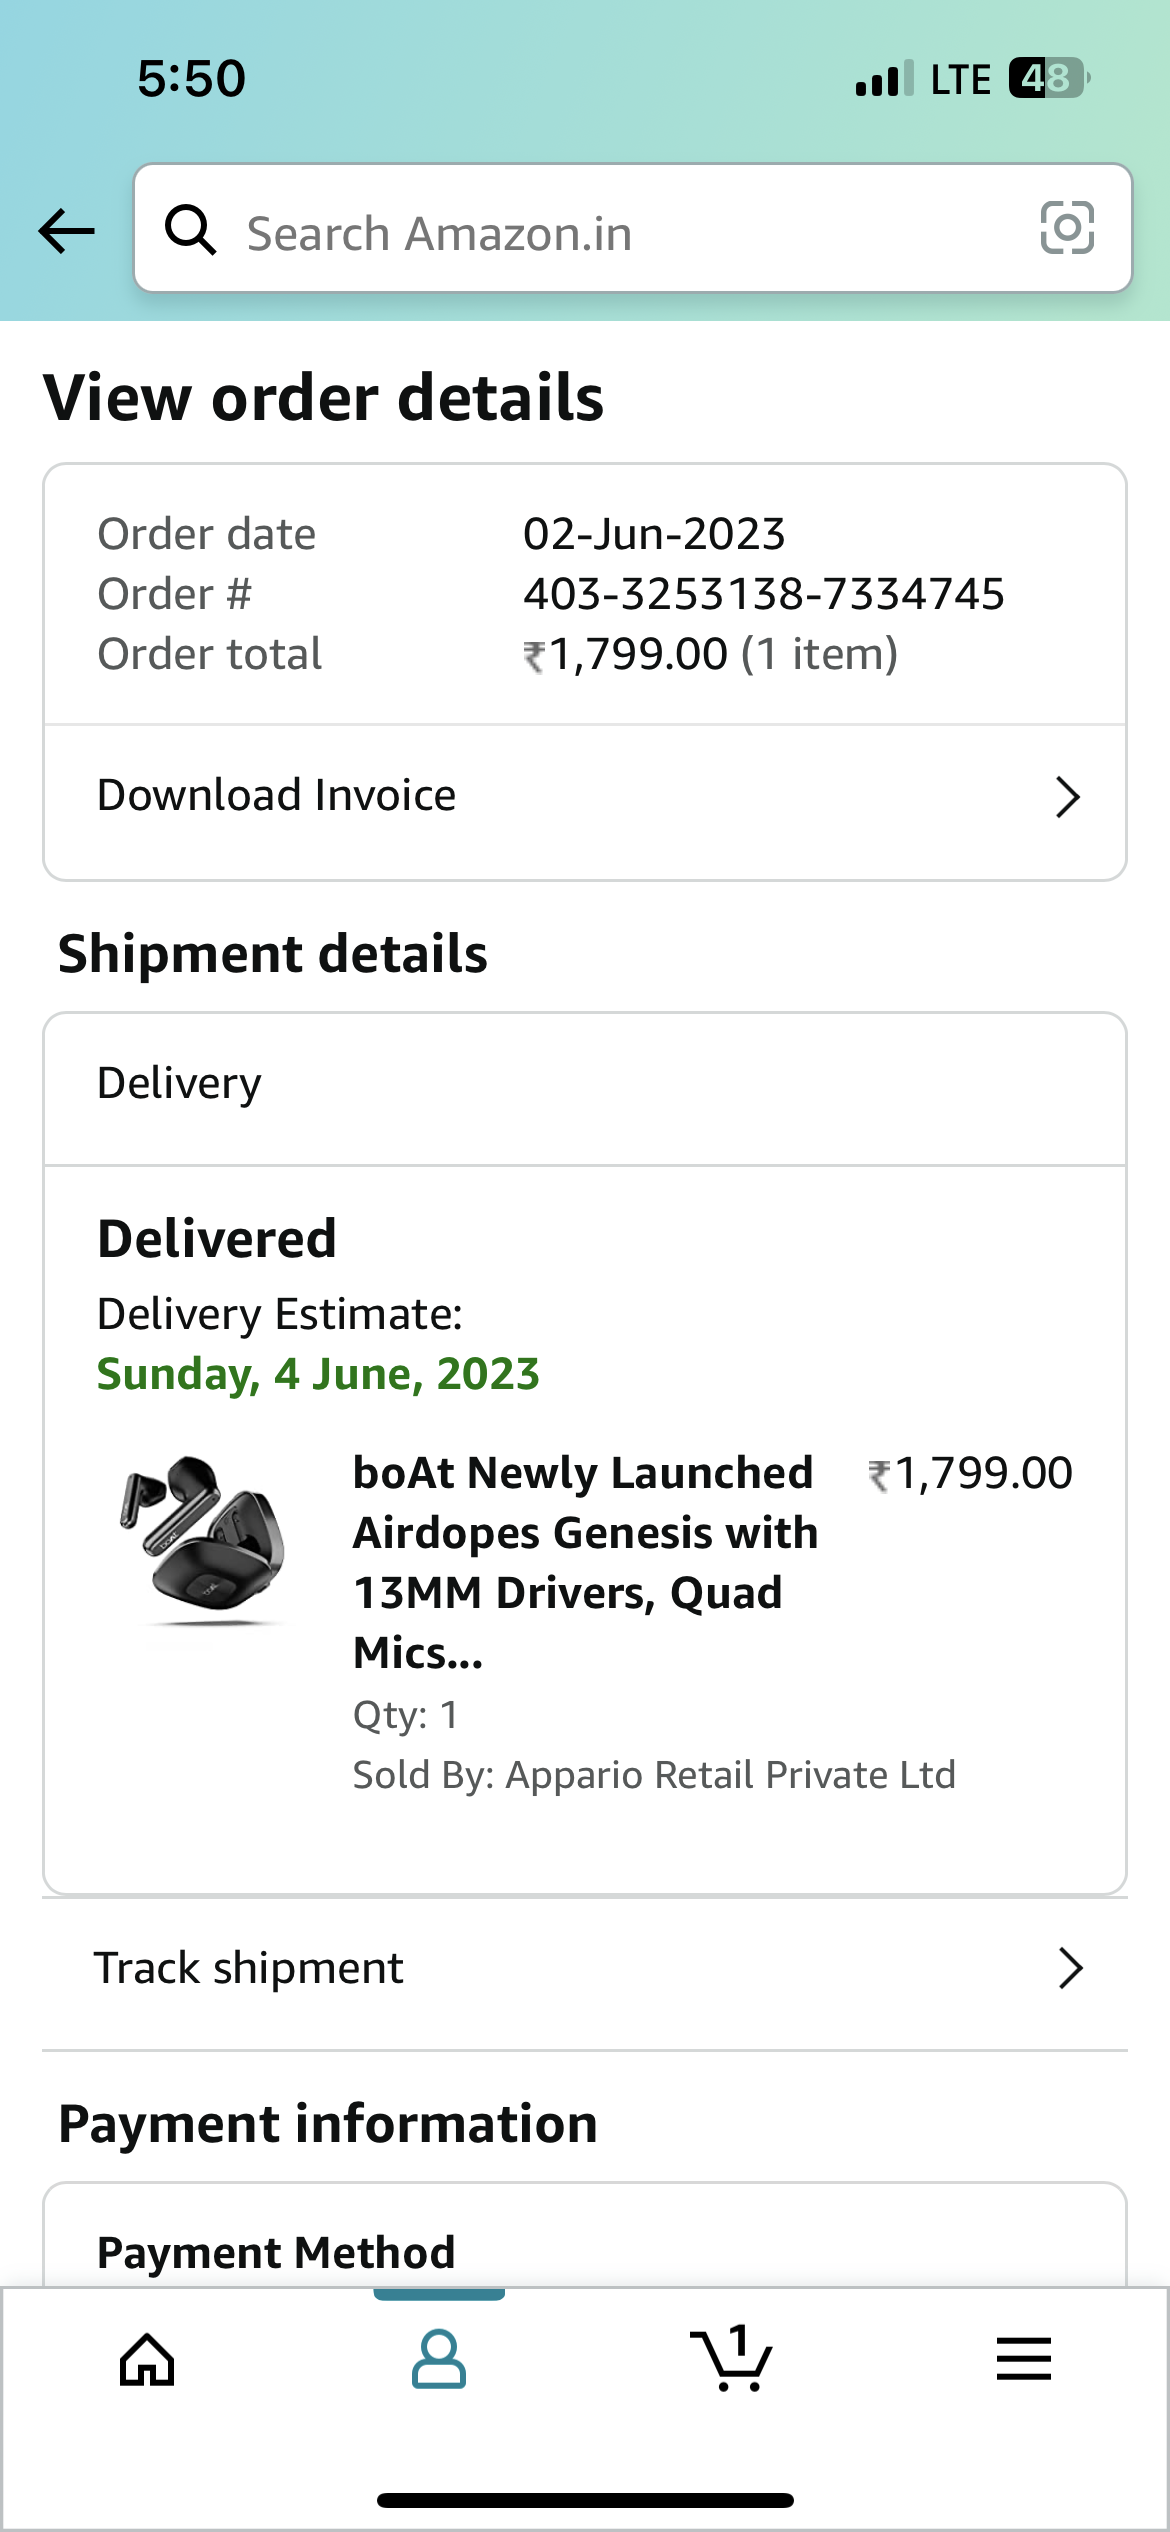 5:50
LTE 48
Search Amazon.in
View order details
Order date 02-Jun-2023
Order # 403-3253138-7334745
Order total ₹1,799.00 (1 item)
Download Invoice
Shipment details
Delivery
Delivered
Delivery Estimate:
Sunday, 4 June, 2023
boAt Newly Launched ₹1,799.00
Airdopes Genesis with
13MM Drivers, Quad
Mics...
Qty: 1
Sold By: Appario Retail Private Ltd
Track shipment
Payment information
Payment Method
1